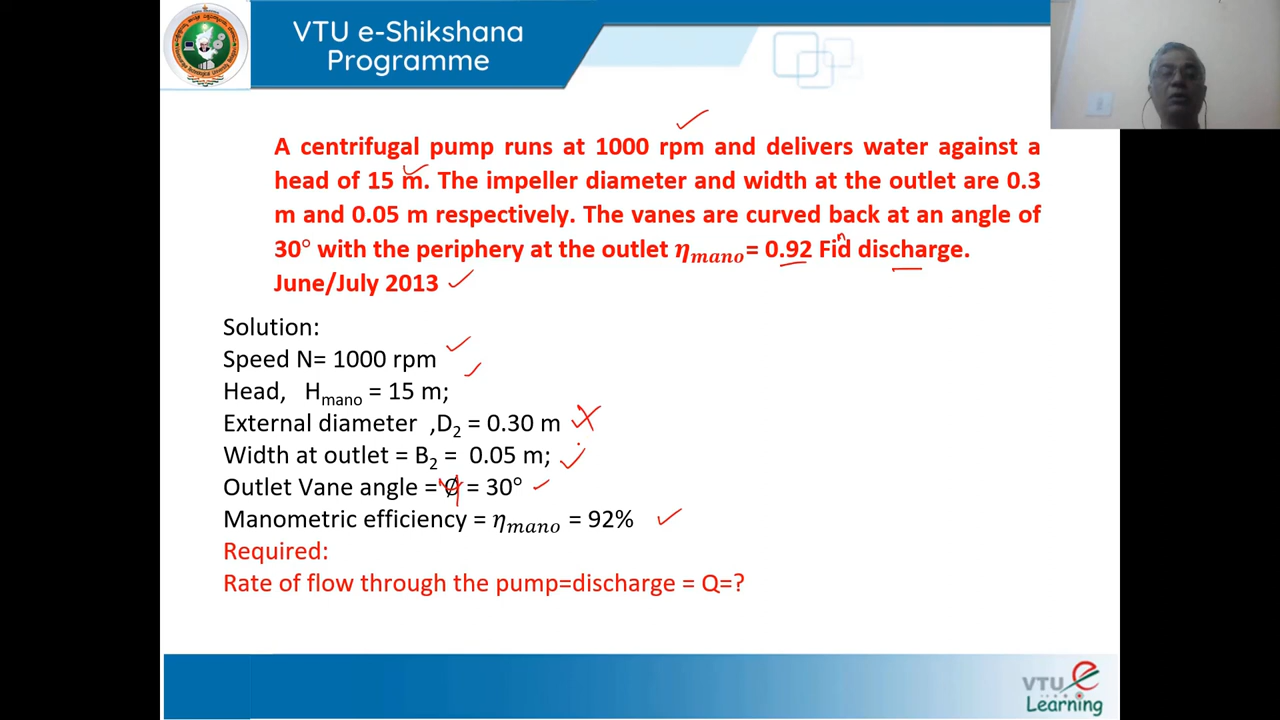 VTU e-Shikshana
Programme
A centrifugal pump runs at 1000 rpm and delivers water against a
head of 15 m. The impeller diameter and width at the outlet are 0.3
m and 0.05 m respectively. The vanes are curved back at an angle of
30° with the periphery at the outlet η_mano = 0.92 Fid discharge.
n
June/July 2013
Solution:
Speed N= 1000 rpm
Head, H_mano = 15 m;
External diameter ,D₂ = 0.30 m
Width at outlet = B₂ = 0.05 m;
Outlet Vane angle = ∅ = 30°
Manometric efficiency = η_mano = 92%
Required:
Rate of flow through the pump=discharge = Q=?
VTU e
Learning